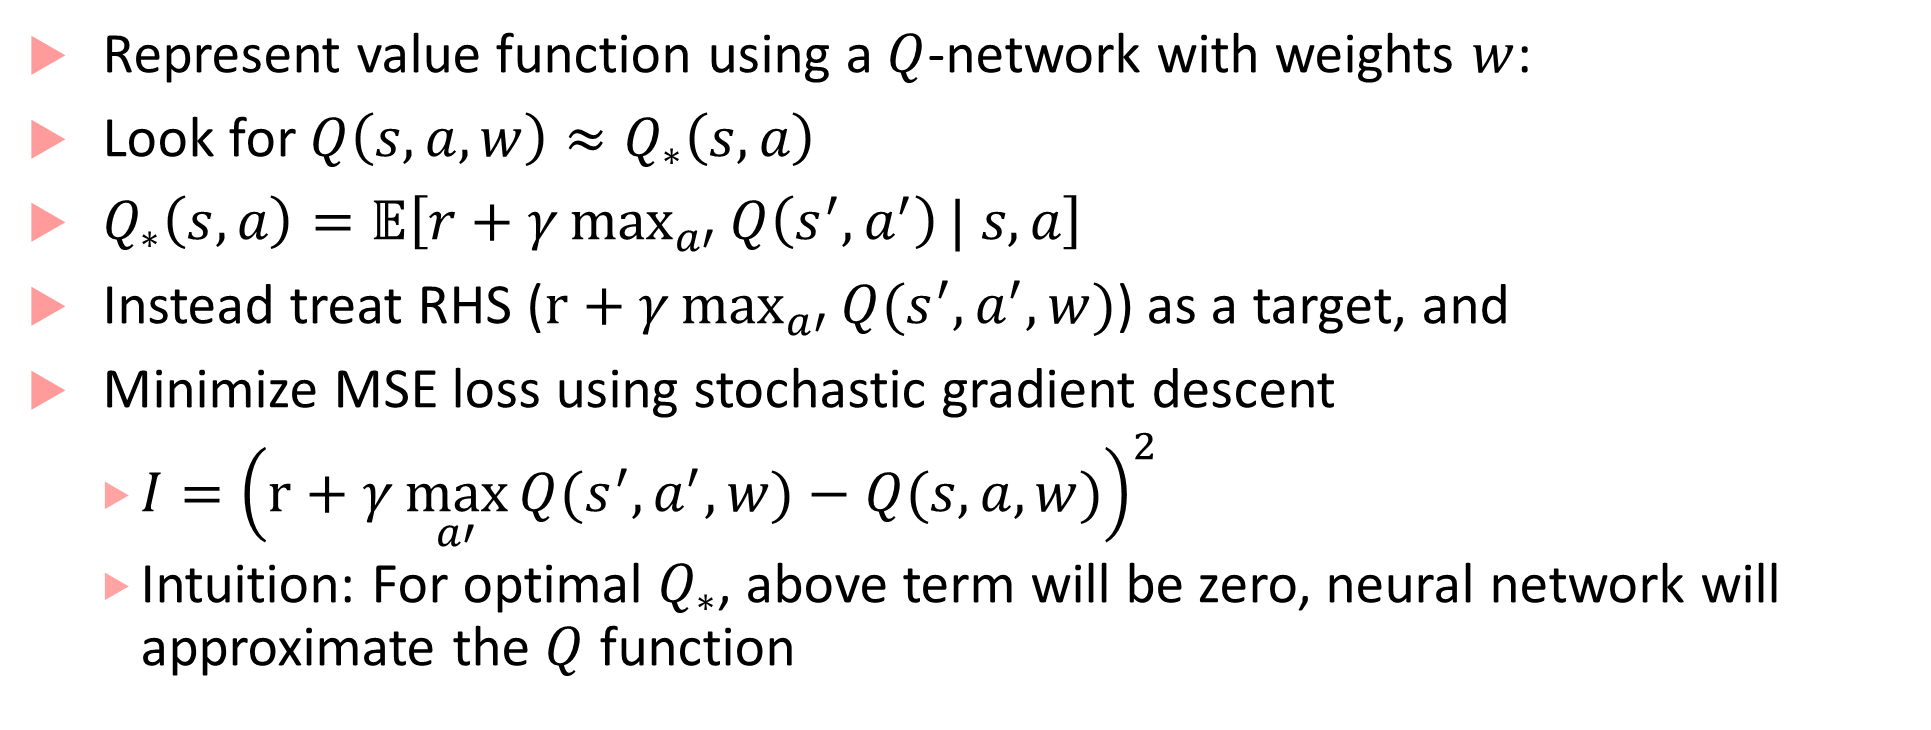 ▶ Represent value function using a Q-network with weights w:
▶ Look for Q(s, a, w) ≈ Q∗(s, a)
▶ Q∗(s, a) = 𝔼[r + γ maxₐ′ Q(s′, a′) | s, a]
▶ Instead treat RHS (r + γ maxₐ′ Q(s′, a′, w)) as a target, and
▶ Minimize MSE loss using stochastic gradient descent
▶ I = (r + γ max Q(s′, a′, w) − Q(s, a, w))²
a′
▶ Intuition: For optimal Q∗, above term will be zero, neural network will
approximate the Q function